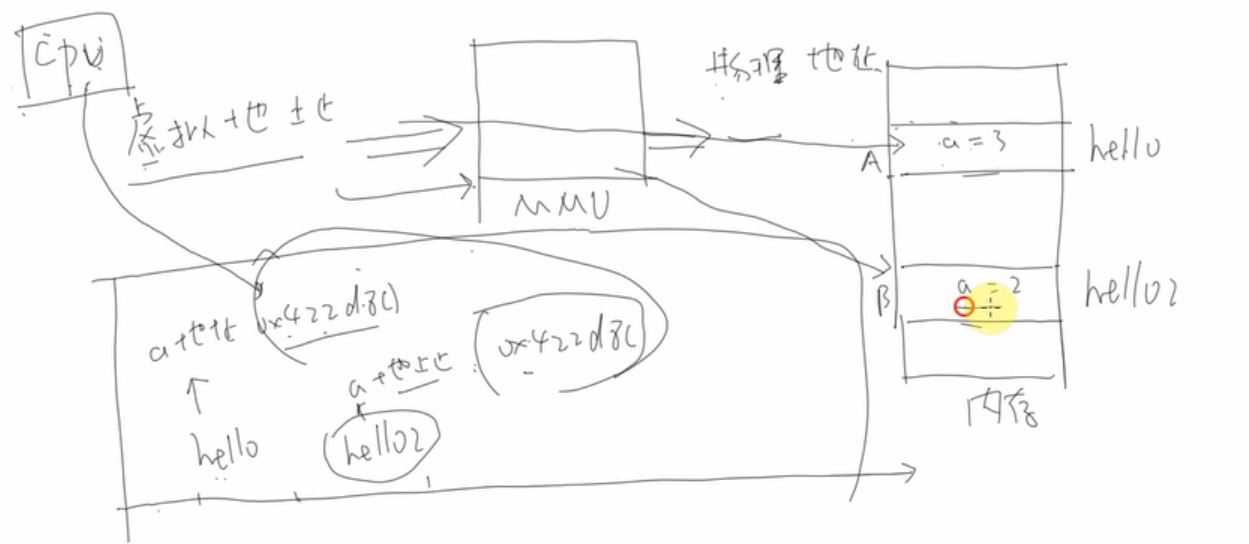 cpu
虚拟地址
物理地址
MMU
A
a = 3
hello
B
a = 2
hello2
内存
a地址
0x422d8c
a地址
0x422d8c
hello
hello2